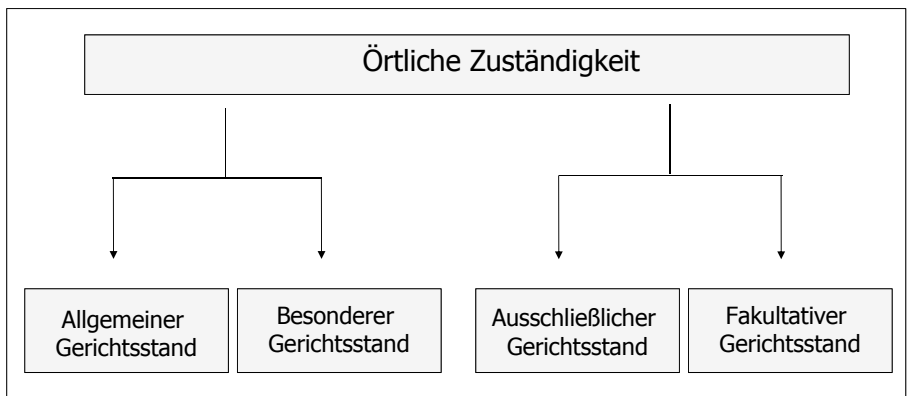 Örtliche Zuständigkeit
Allgemeiner
Gerichtsstand
Besonderer
Gerichtsstand
Ausschließlicher
Gerichtsstand
Fakultativer
Gerichtsstand